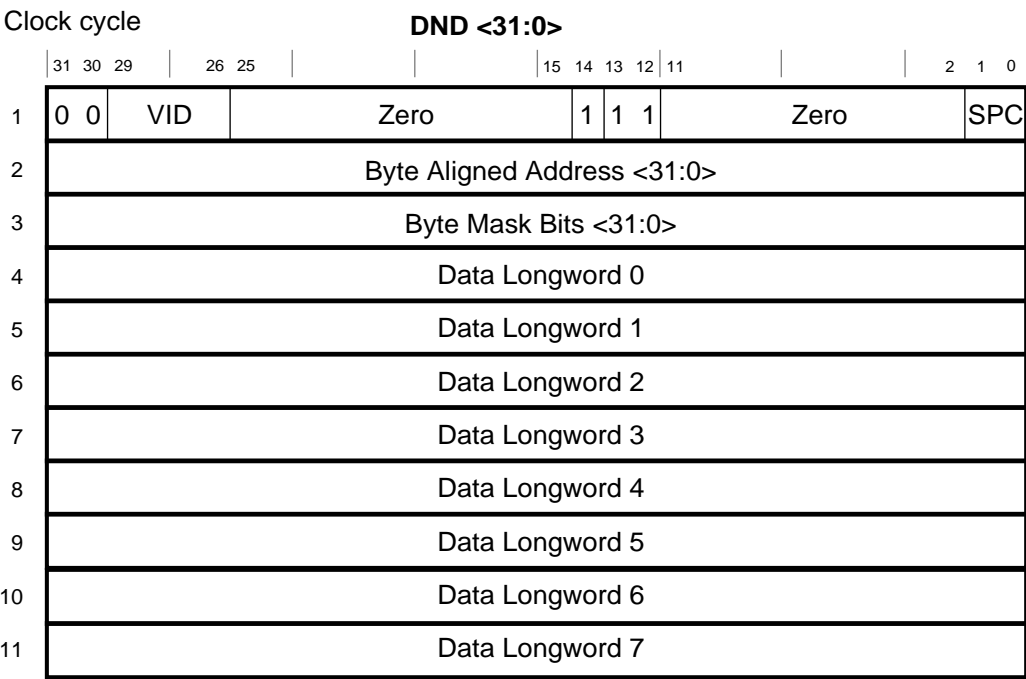 Clock cycle DND <31:0>
31 30 29 26 25 15 14 13 12 11 2 1 0
1 0 0 VID Zero 1 1 1 Zero SPC
2 Byte Aligned Address <31:0>
3 Byte Mask Bits <31:0>
4 Data Longword 0
5 Data Longword 1
6 Data Longword 2
7 Data Longword 3
8 Data Longword 4
9 Data Longword 5
10 Data Longword 6
11 Data Longword 7